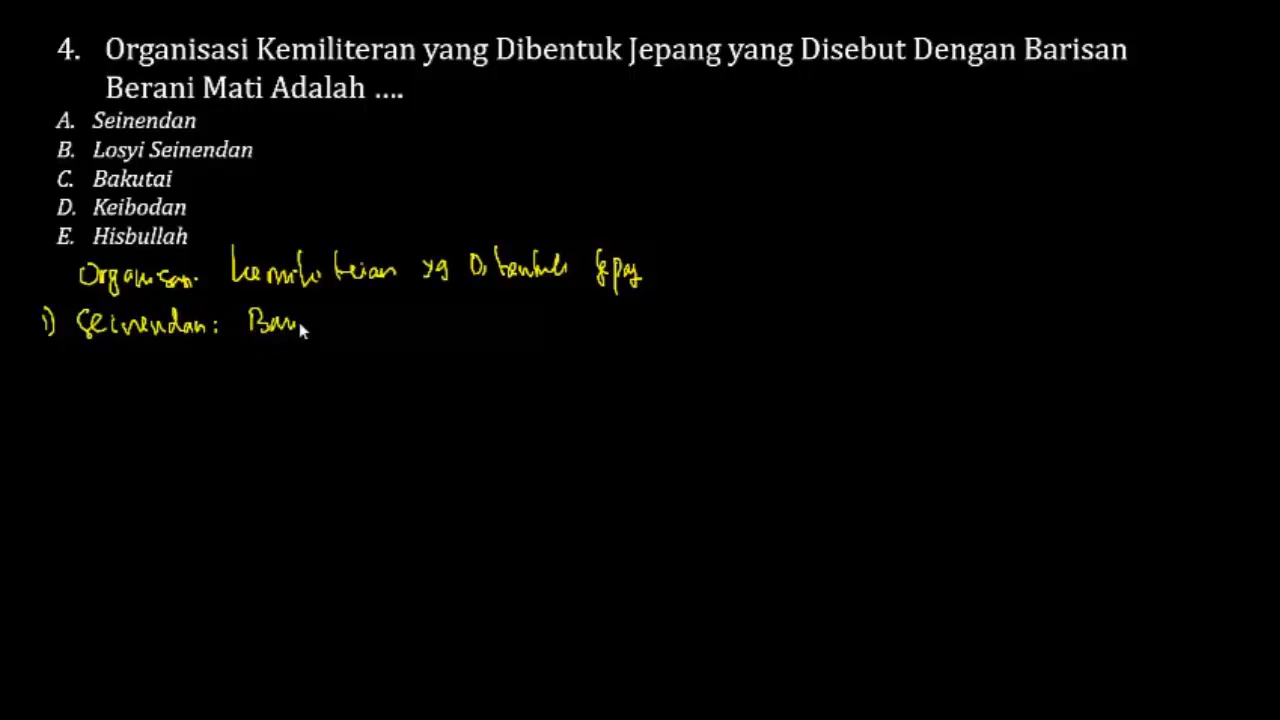 4. Organisasi Kemiliteran yang Dibentuk Jepang yang Disebut Dengan Barisan
Berani Mati Adalah ....
A. Seinendan
B. Losyi Seinendan
C. Bakutai
D. Keibodan
E. Hisbullah
Organisasi kemiliteran yg Dibentuk Jepang
1) Seinendan: Bar